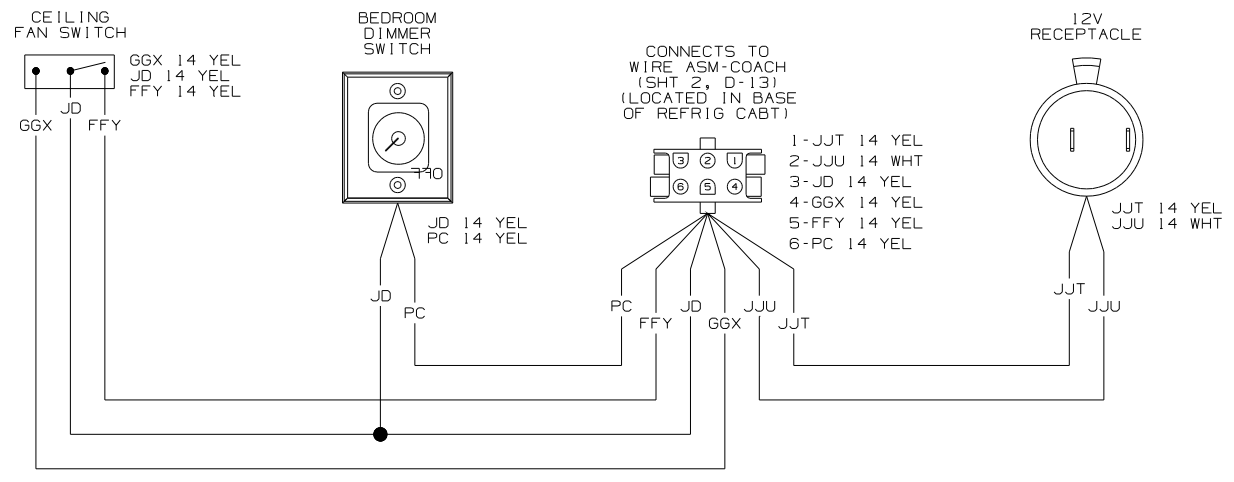 CEILING
FAN SWITCH
GGX 14 YEL
JD 14 YEL
FFY 14 YEL
JD
GGX
FFY
BEDROOM
DIMMER
SWITCH
OFF
JD 14 YEL
PC 14 YEL
JD
PC
CONNECTS TO
WIRE ASM-COACH
(SHT 2, D-13)
(LOCATED IN BASE
OF REFRIG CABT)
3 2 1
6 5 4
1-JJT 14 YEL
2-JJU 14 WHT
3-JD 14 YEL
4-GGX 14 YEL
5-FFY 14 YEL
6-PC 14 YEL
PC
FFY
JD
GGX
JJU
JJT
12V
RECEPTACLE
JJT 14 YEL
JJU 14 WHT
JJT
JJU